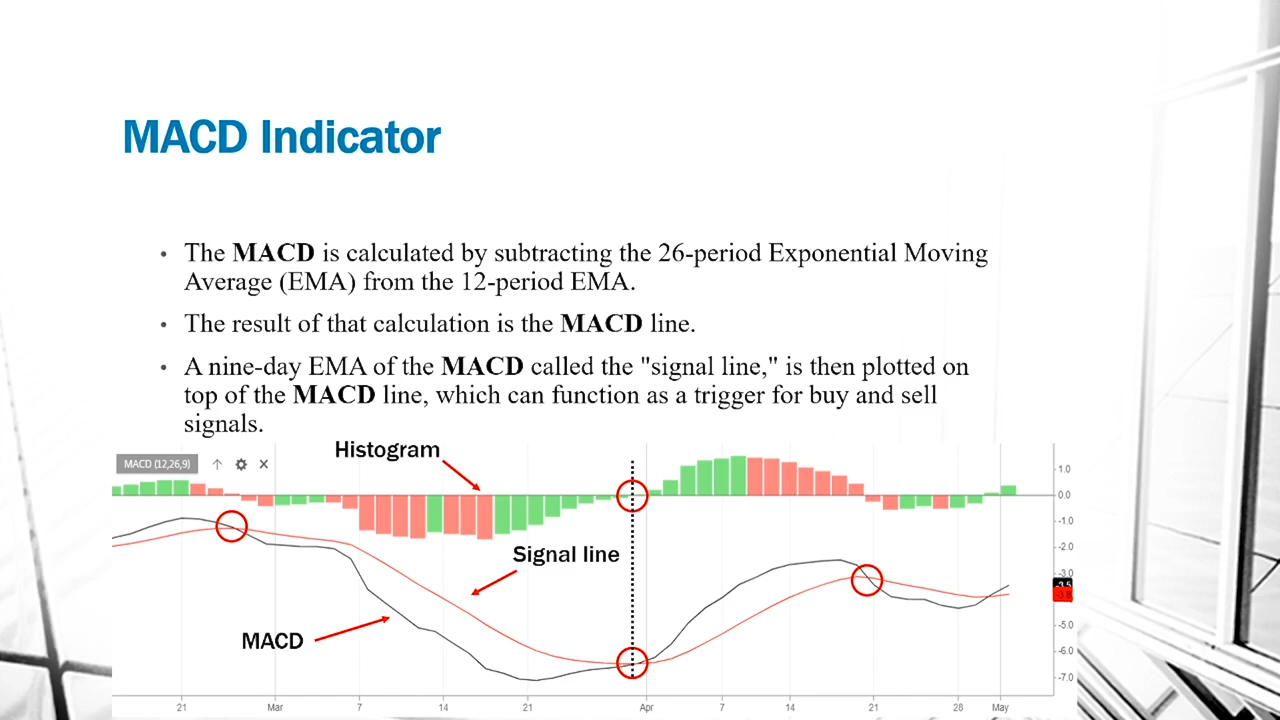 MACD Indicator
• The MACD is calculated by subtracting the 26-period Exponential Moving
Average (EMA) from the 12-period EMA.
• The result of that calculation is the MACD line.
• A nine-day EMA of the MACD called the "signal line," is then plotted on
top of the MACD line, which can function as a trigger for buy and sell
signals.
Histogram
MACD (12,26,9)
1.0
0.0
-1.0
-2.0
-3.0
-5.0
-6.0
-7.0
Signal line
MACD
21 Mar 7 14 21 Apr 7 14 21 28 May